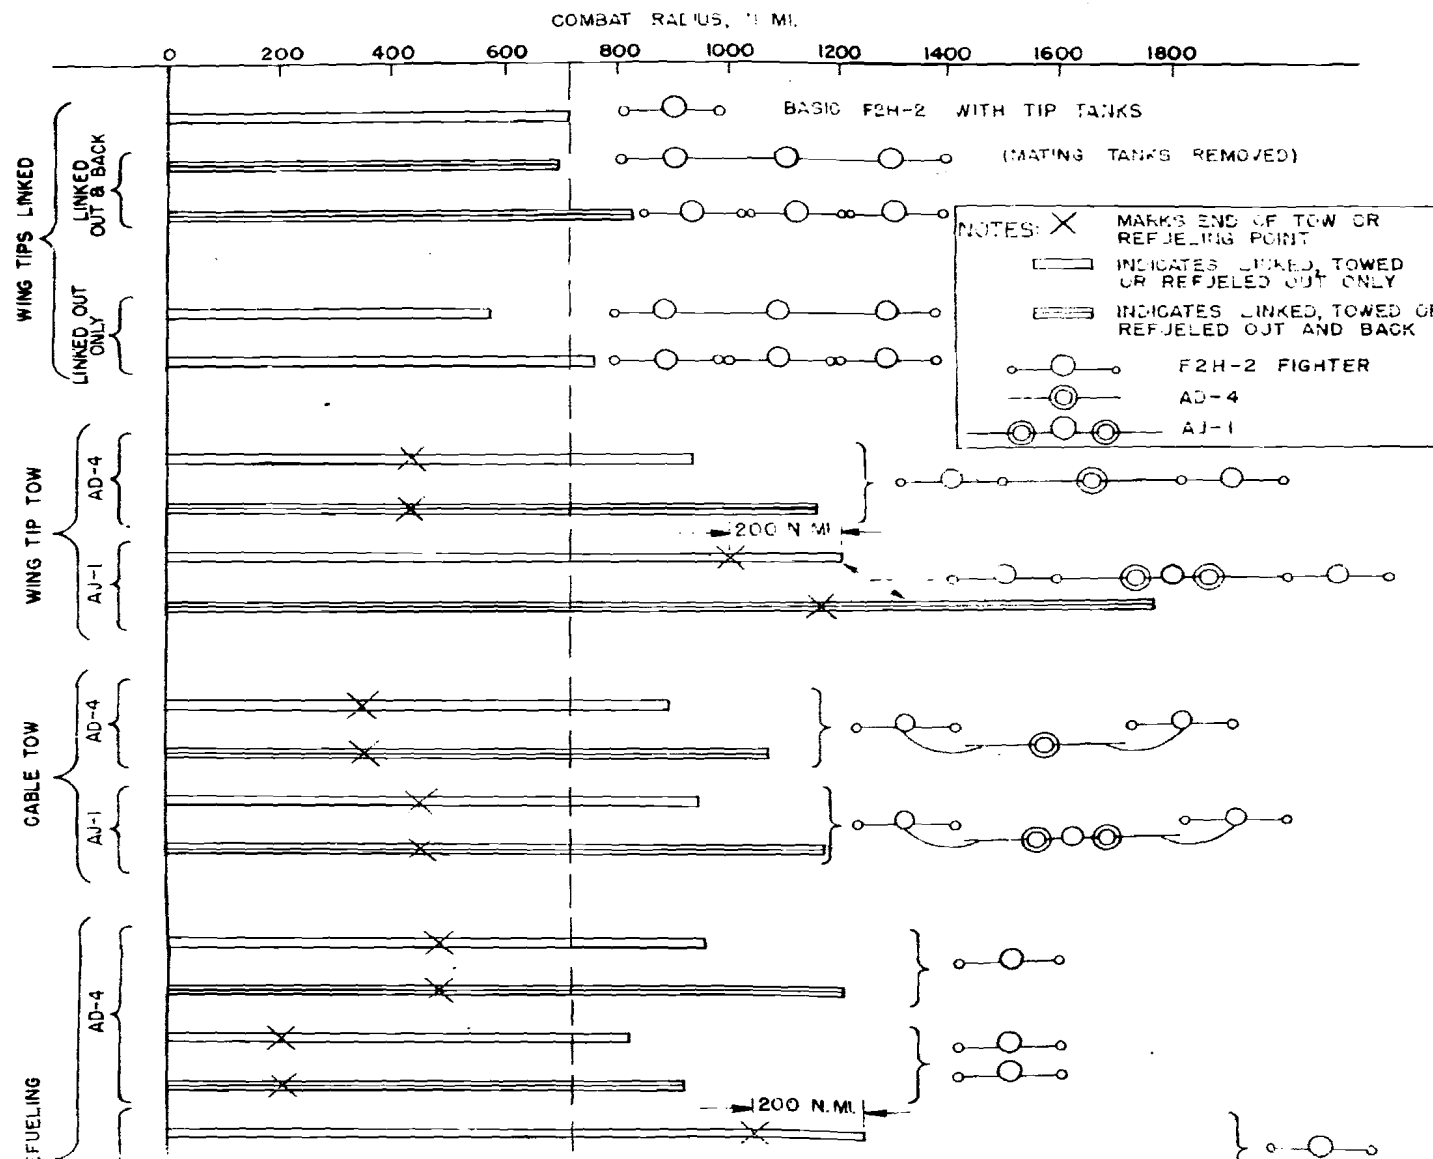 COMBAT RADIUS, N MI.
0 200 400 600 800 1000 1200 1400 1600 1800
WING TIPS LINKED
LINKED
OUT & BACK
LINKED OUT
ONLY
BASIC F2H-2 WITH TIP TANKS
(MATING TANKS REMOVED)
NOTES:
MARKS END OF TOW OR
REFUELING POINT
INDICATES LINKED, TOWED
OR REFUELED OUT ONLY
INDICATES LINKED, TOWED OR
REFUELED OUT AND BACK
F2H-2 FIGHTER
AD-4
AJ-1
WING TIP TOW
AD-4
AJ-1
200 N MI.
CABLE TOW
AD-4
AJ-1
EFUELING
AD-4
200 N. MI.